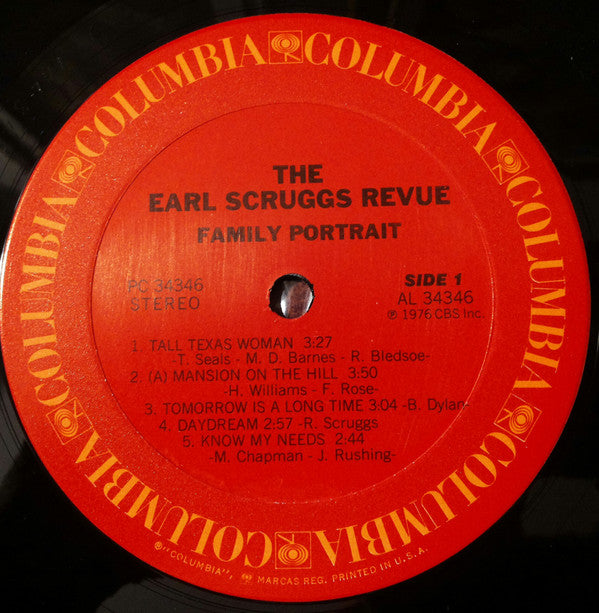 COLUMBIA COLUMBIA COLUMBIA COLUMBIA COLUMBIA COLUMBIA
THE
EARL SCRUGGS REVUE
FAMILY PORTRAIT
PC 34346
STEREO
SIDE 1
AL 34346
℗ 1976 CBS Inc.
1. TALL TEXAS WOMAN 3:27
-T. Seals - M. D. Barnes - R. Bledsoe-
2. (A) MANSION ON THE HILL 3:50
-H. Williams - F. Rose-
3. TOMORROW IS A LONG TIME 3:04 -B. Dylan-
4. DAYDREAM 2:57 -R. Scruggs
5. KNOW MY NEEDS 2:44
-M. Chapman - J. Rushing-
®"COLUMBIA", MARCAS REG. PRINTED IN U.S.A.